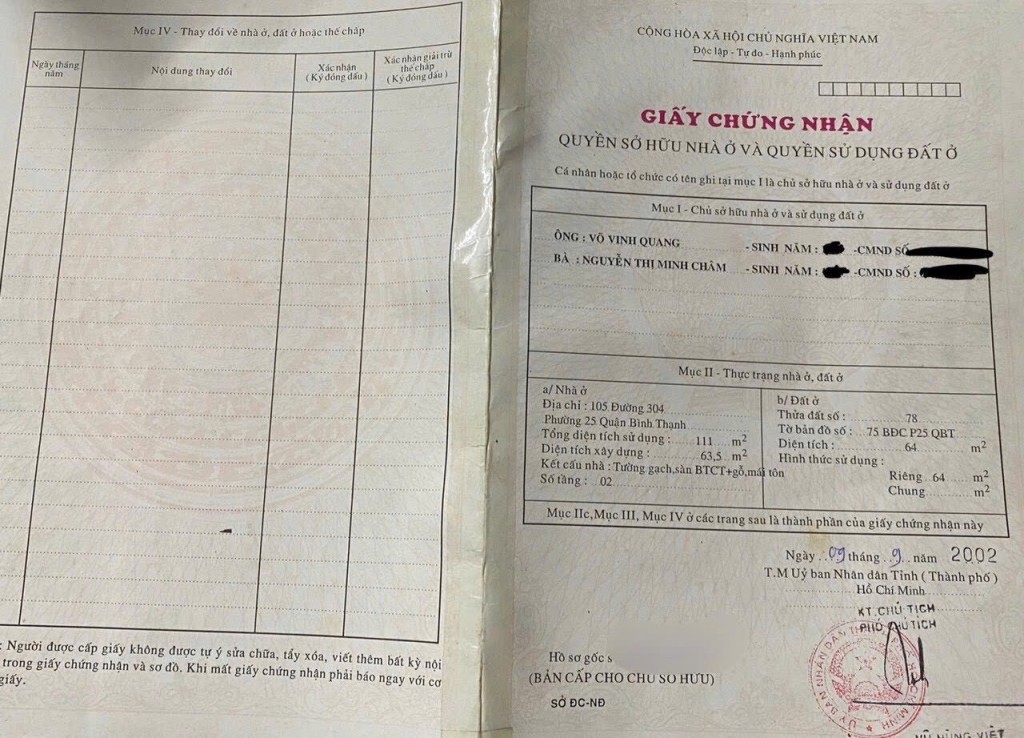 Mục IV - Thay đổi về nhà ở, đất ở hoặc thế chấp
Ngày tháng năm
Nội dung thay đổi
Xác nhận
( Ký đóng dấu )
Xác nhận giải trừ thế chấp
( Ký đóng dấu )
: Người được cấp giấy không được tự ý sửa chữa, tẩy xóa, viết thêm bất kỳ nội
trong giấy chứng nhận và sơ đồ. Khi mất giấy chứng nhận phải báo ngay với cơ
giấy.
CỘNG HÒA XÃ HỘI CHỦ NGHĨA VIỆT NAM
Độc lập - Tự do - Hạnh phúc
GIẤY CHỨNG NHẬN
QUYỀN SỞ HỮU NHÀ Ở VÀ QUYỀN SỬ DỤNG ĐẤT Ở
Cá nhân hoặc tổ chức có tên ghi tại mục I là chủ sở hữu nhà ở và sử dụng đất ở
Mục I - Chủ sở hữu nhà ở và sử dụng đất ở
ÔNG : VÕ VINH QUANG - SINH NĂM : -CMND SỐ
BÀ : NGUYỄN THỊ MINH CHÂM - SINH NĂM : -CMND SỐ :
Mục II - Thực trạng nhà ở, đất ở
a/ Nhà ở
Địa chỉ : 105 Đường 304
Phường 25 Quận Bình Thạnh
Tổng diện tích sử dụng : 111 m²
Diện tích xây dựng : 63,5 m²
Kết cấu nhà : Tường gạch,sàn BTCT+gỗ,mái tôn
Số tầng : 02
b/ Đất ở
Thửa đất số : 78
Tờ bản đồ số : 75 BĐC P25 QBT
Diện tích : 64 m²
Hình thức sử dụng :
Riêng 64 m²
Chung m²
Mục IIc,Mục III, Mục IV ở các trang sau là thành phần của giấy chứng nhận này
Ngày 09 tháng 9 năm 2002
T.M Uỷ ban Nhân dân Tỉnh ( Thành phố )
Hồ Chí Minh
KT.CHỦ TỊCH
PHÓ CHỦ TỊCH
Hồ sơ gốc s
(BẢN CẤP CHO CHỦ SỞ HỮU)
SỞ ĐC-NĐ